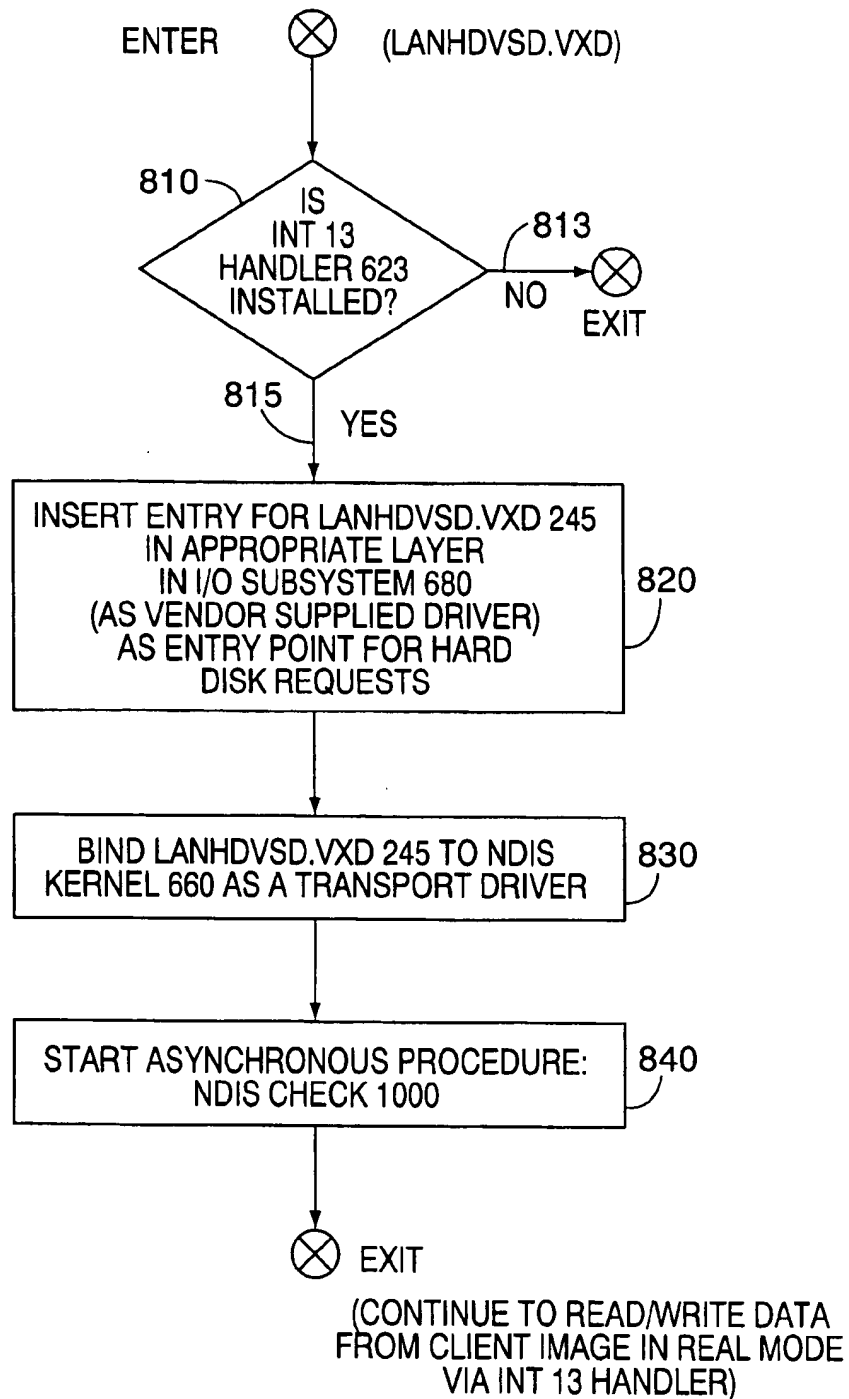 ENTER (LANHDVSD.VXD)
810
IS
INT 13
HANDLER 623
INSTALLED?
813
NO
EXIT
815
YES
INSERT ENTRY FOR LANHDVSD.VXD 245
IN APPROPRIATE LAYER
IN I/O SUBSYSTEM 680
(AS VENDOR SUPPLIED DRIVER)
AS ENTRY POINT FOR HARD
DISK REQUESTS
820
BIND LANHDVSD.VXD 245 TO NDIS
KERNEL 660 AS A TRANSPORT DRIVER
830
START ASYNCHRONOUS PROCEDURE:
NDIS CHECK 1000
840
EXIT
(CONTINUE TO READ/WRITE DATA
FROM CLIENT IMAGE IN REAL MODE
VIA INT 13 HANDLER)